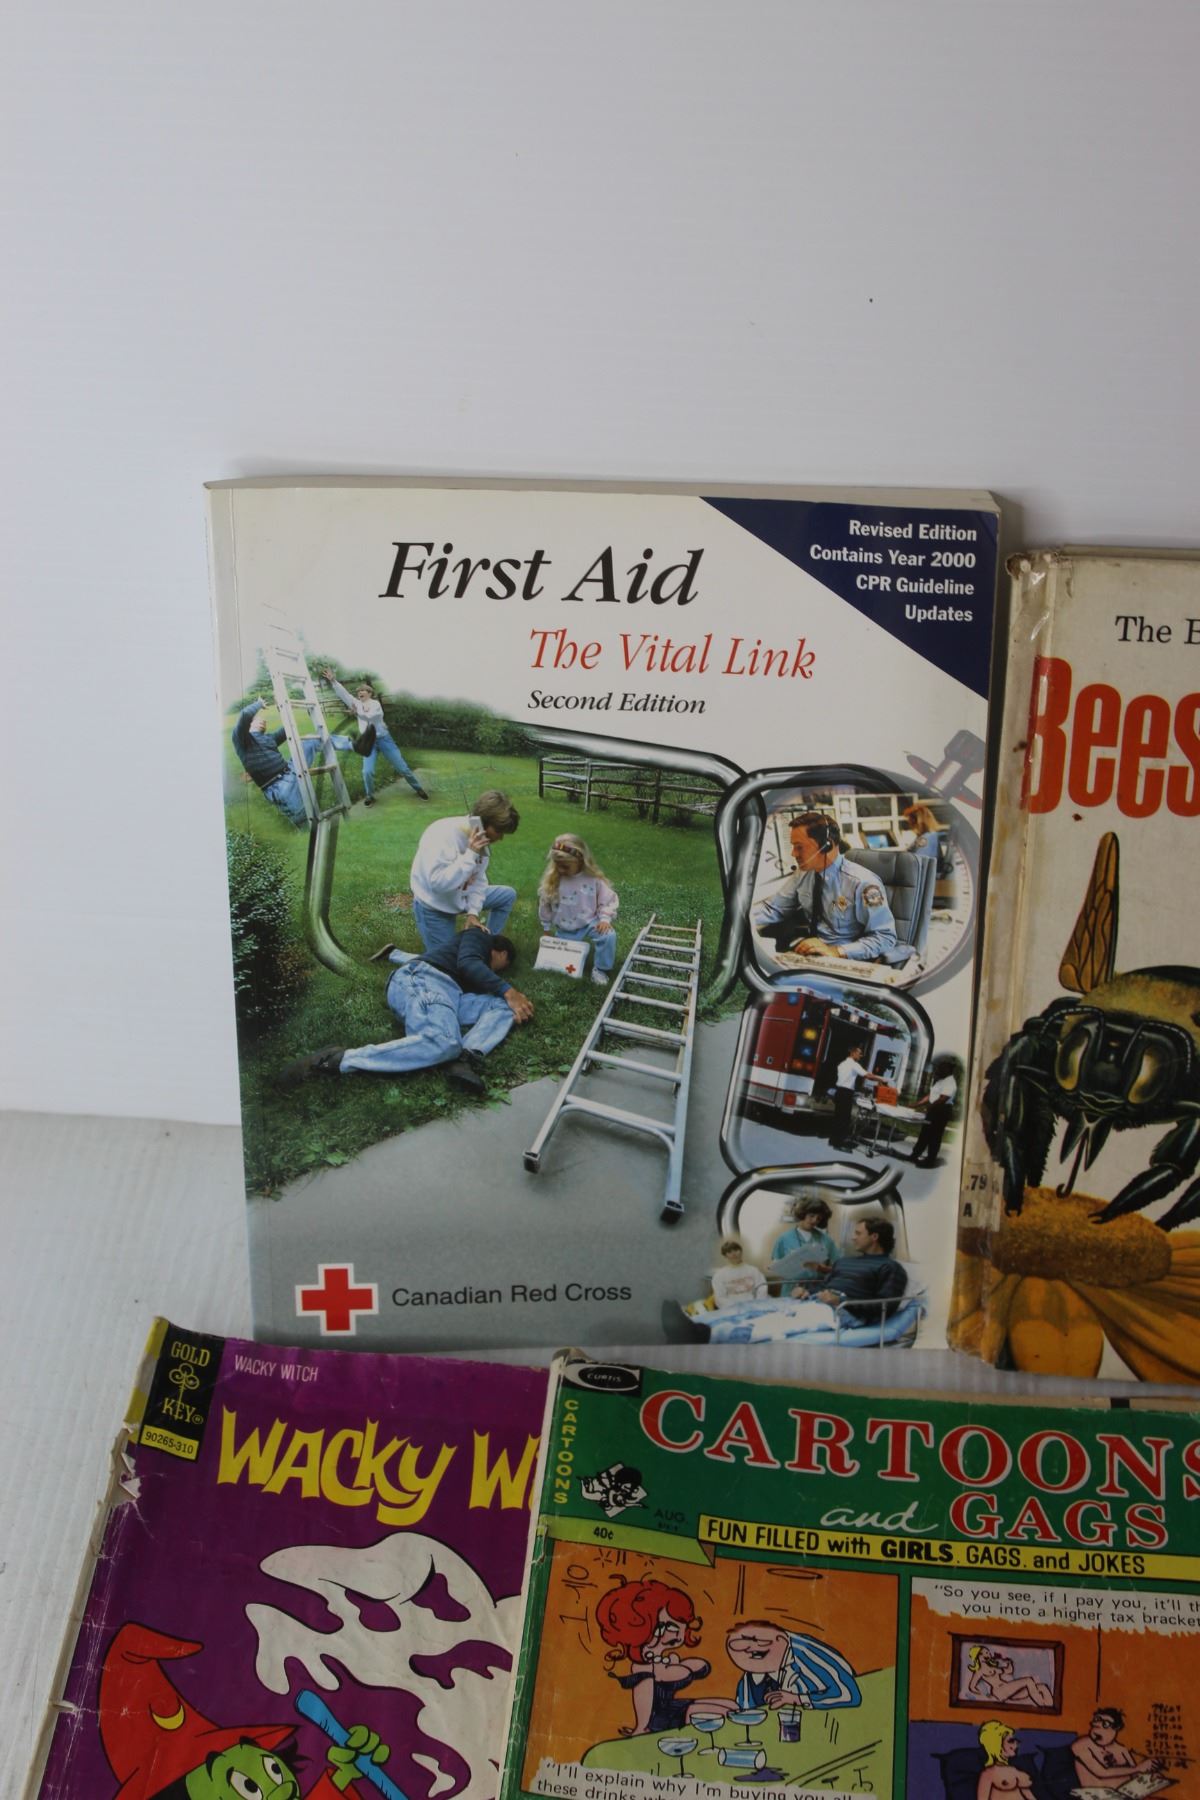 First Aid
The Vital Link
Second Edition
Revised Edition
Contains Year 2000
CPR Guideline
Updates
Canadian Red Cross
The
Bees
.79
A
GOLD
KEY
90265-310
WACKY WITCH
WACKY
CURTIS
CARTOONS
CARTOONS
and GAGS
AUG.
40¢
FUN FILLED with GIRLS. GAGS. and JOKES
"I'll explain why I'm buying you all
these drinks
"So you see, if I pay you, it'll
you into a higher tax bracket